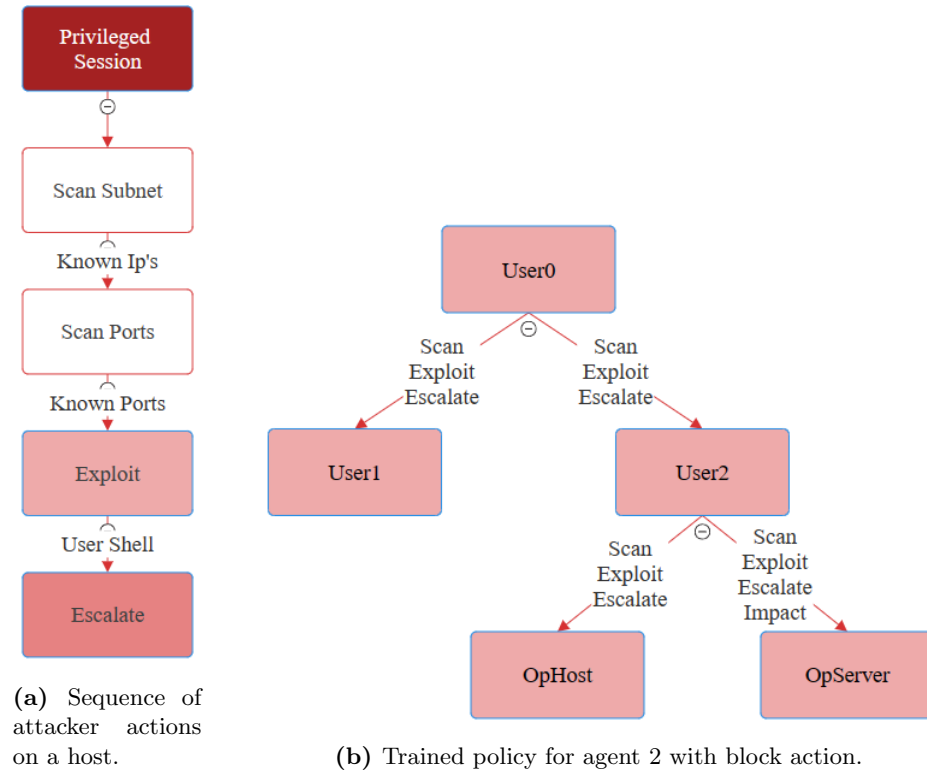 Privileged
Session
Scan Subnet
Known Ip's
Scan Ports
Known Ports
Exploit
User Shell
Escalate
(a) Sequence of
attacker actions
on a host.
User0
Scan
Exploit
Escalate
Scan
Exploit
Escalate
User1
User2
Scan
Exploit
Escalate
Scan
Exploit
Escalate
Impact
OpHost
OpServer
(b) Trained policy for agent 2 with block action.